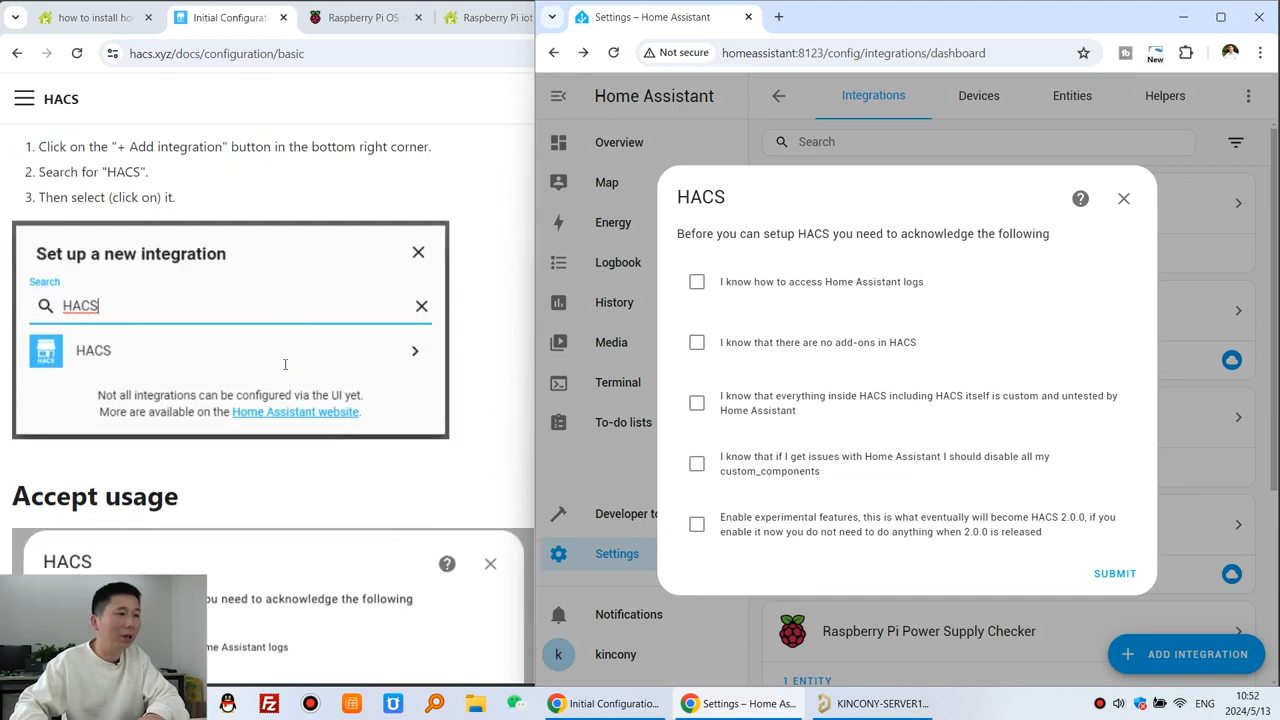 how to install ho
Initial Configurat
Raspberry Pi OS -
Raspberry Pi iot
hacs.xyz/docs/configuration/basic
HACS
1. Click on the "+ Add integration" button in the bottom right corner.
2. Search for "HACS".
3. Then select (click on) it.
Set up a new integration
Search
HACS
HACS
Not all integrations can be configured via the UI yet.
More are available on the Home Assistant website.
Accept usage
HACS
ou need to acknowledge the following
me Assistant logs
Settings – Home Assistant
Not secure
homeassistant:8123/config/integrations/dashboard
New
Home Assistant
Integrations
Devices
Entities
Helpers
Overview
Map
Energy
Logbook
History
Media
Terminal
To-do lists
Developer to
Settings
Notifications
k
kincony
Search
HACS
Before you can setup HACS you need to acknowledge the following
I know how to access Home Assistant logs
I know that there are no add-ons in HACS
I know that everything inside HACS including HACS itself is custom and untested by
Home Assistant
I know that if I get issues with Home Assistant I should disable all my
custom_components
Enable experimental features, this is what eventually will become HACS 2.0.0, if you
enable it now you do not need to do anything when 2.0.0 is released
SUBMIT
Raspberry Pi Power Supply Checker
1 ENTITY
ADD INTEGRATION
Initial Configuratio...
Settings – Home As...
KINCONY-SERVER1...
ENG
10:52
2024/5/13